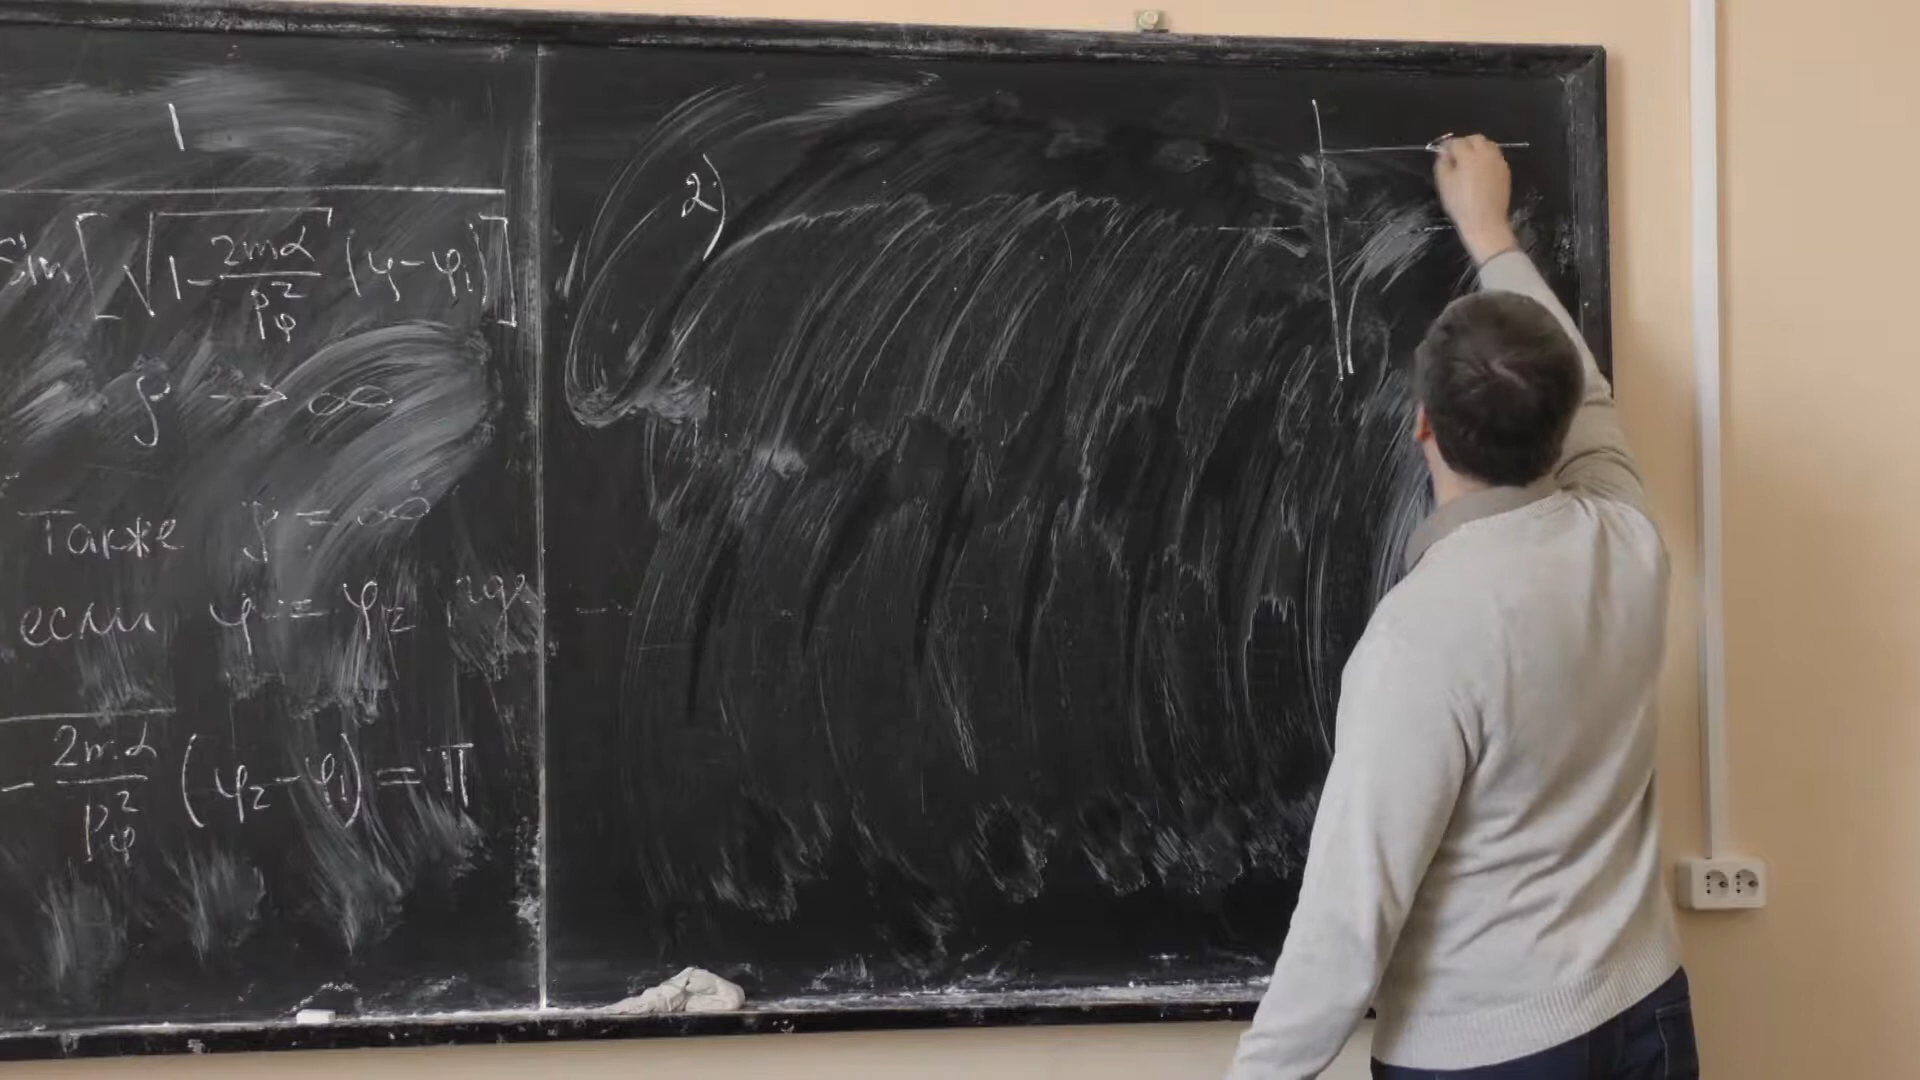 1
sin [ √(1 - 2mα / p_φ²) (φ - φ₁) ]
ρ → ∞
Также ρ = ∞
если φ = φ₂, где
- 2mα / p_φ² (φ₂ - φ₁) = π
2)